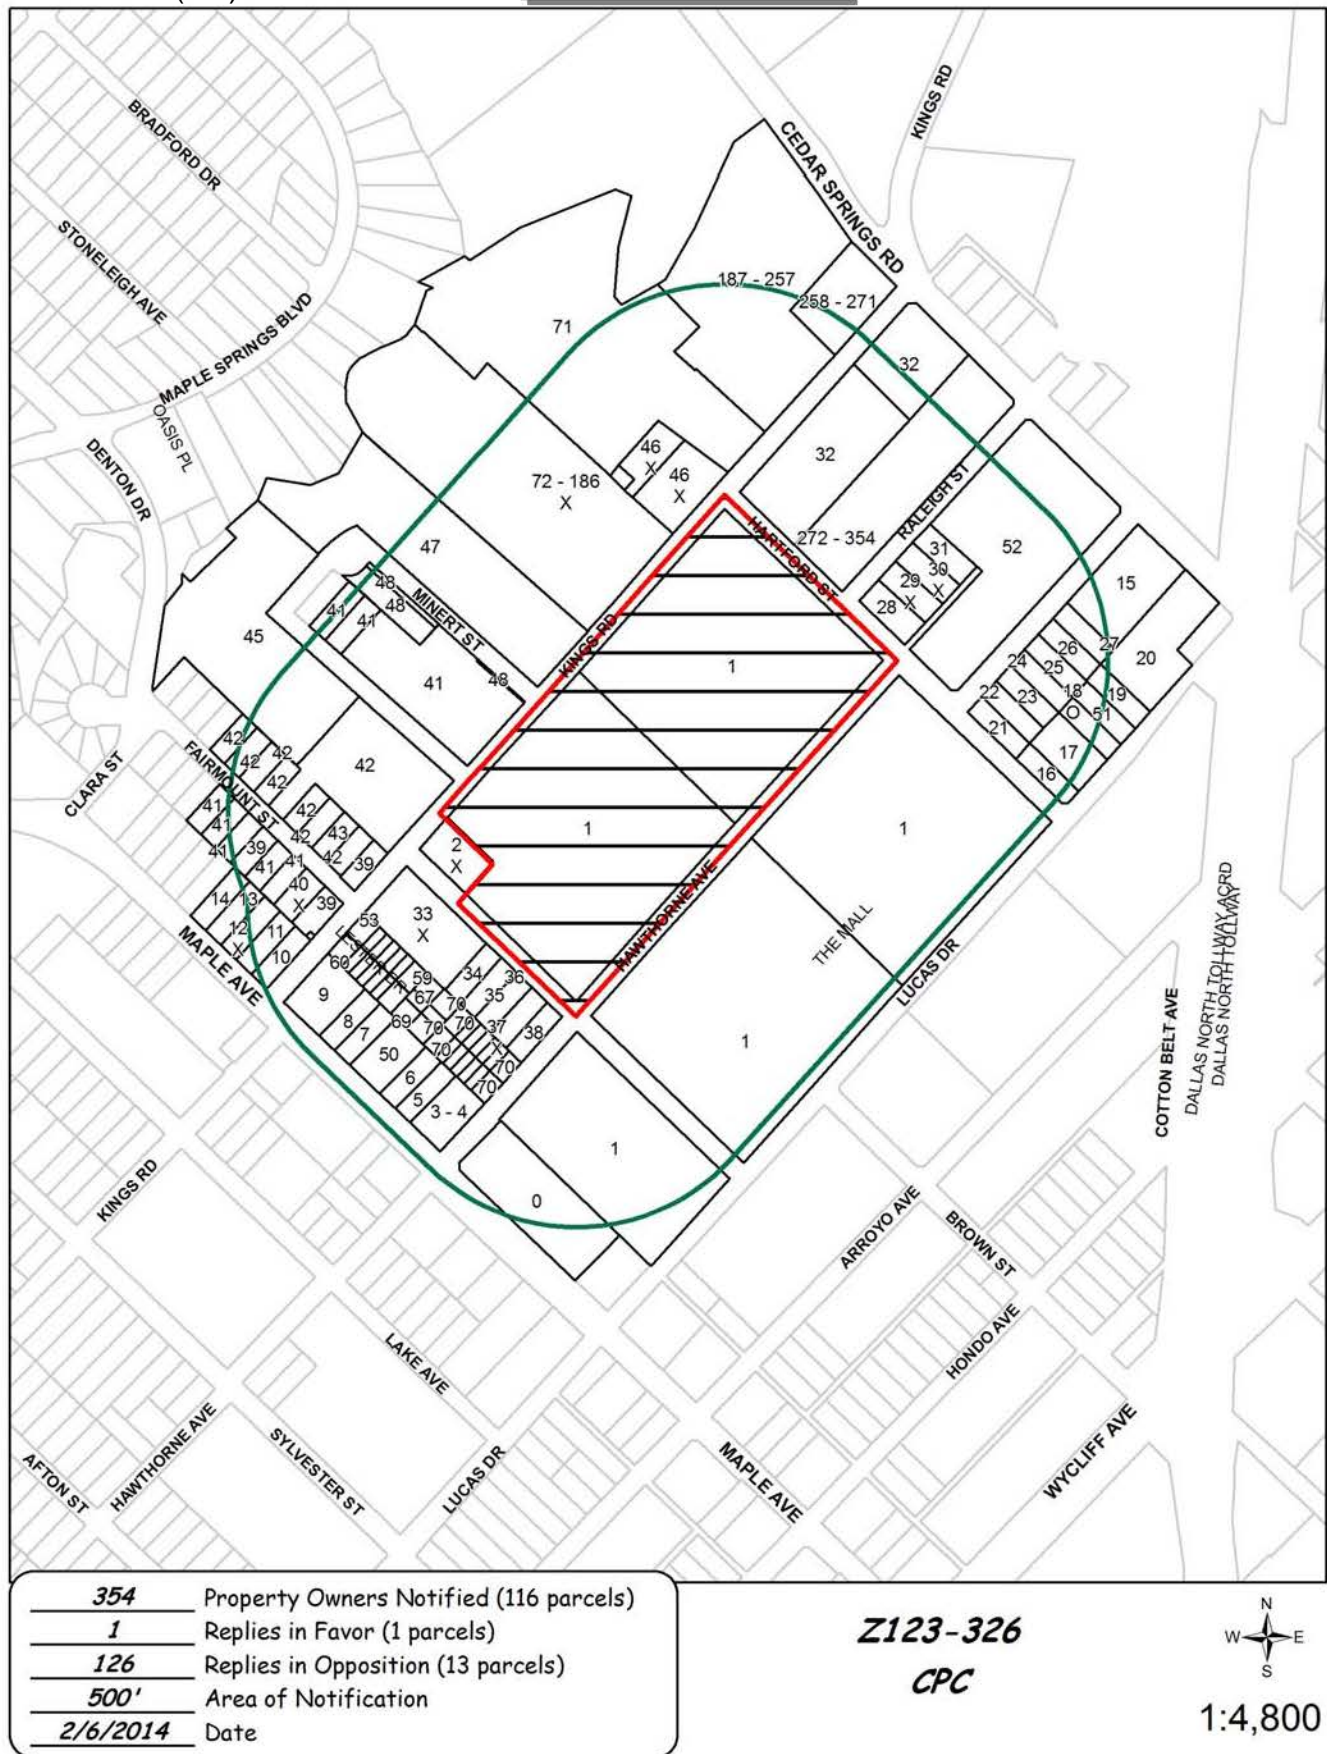 BRADFORD DR
STONELEIGH AVE
MAPLE SPRINGS BLVD
OASIS PL
DENTON DR
CEDAR SPRINGS RD
KINGS RD
187 - 257
258 - 271
71
32
32
46
X
46
X
72 - 186
X
RALEIGH ST
HARTFORD ST
272 - 354
31
30
X
29
X
28
52
15
47
48
48
MINERT ST
41
41
45
41
48
KINGS RD
1
27
26
25
20
24
18
O
19
22
23
51
21
17
16
42
42
42
42
42
FAIRMOUNT ST
CLARA ST
41
41
41
42
43
42
42
39
39
41
41
40
X
39
2
X
1
1
14
13
12
X
11
10
MAPLE AVE
53
33
X
LESTER DR
60
59
34
36
67
70
35
9
8
7
69
70
70
37
X
38
50
70
70
70
6
5
3 - 4
HAWTHORNE AVE
THE MALL
LUCAS DR
1
1
0
DALLAS NORTH TOLLWAY ACRD
DALLAS NORTH TOLLWAY
COTTON BELT AVE
KINGS RD
ARROYO AVE
BROWN ST
HONDO AVE
LAKE AVE
HAWTHORNE AVE
AFTON ST
SYLVESTER ST
LUCAS DR
MAPLE AVE
WYCLIFF AVE
354 Property Owners Notified (116 parcels)
1 Replies in Favor (1 parcels)
126 Replies in Opposition (13 parcels)
500' Area of Notification
2/6/2014 Date
Z123-326
CPC
N
W E
S
1:4,800